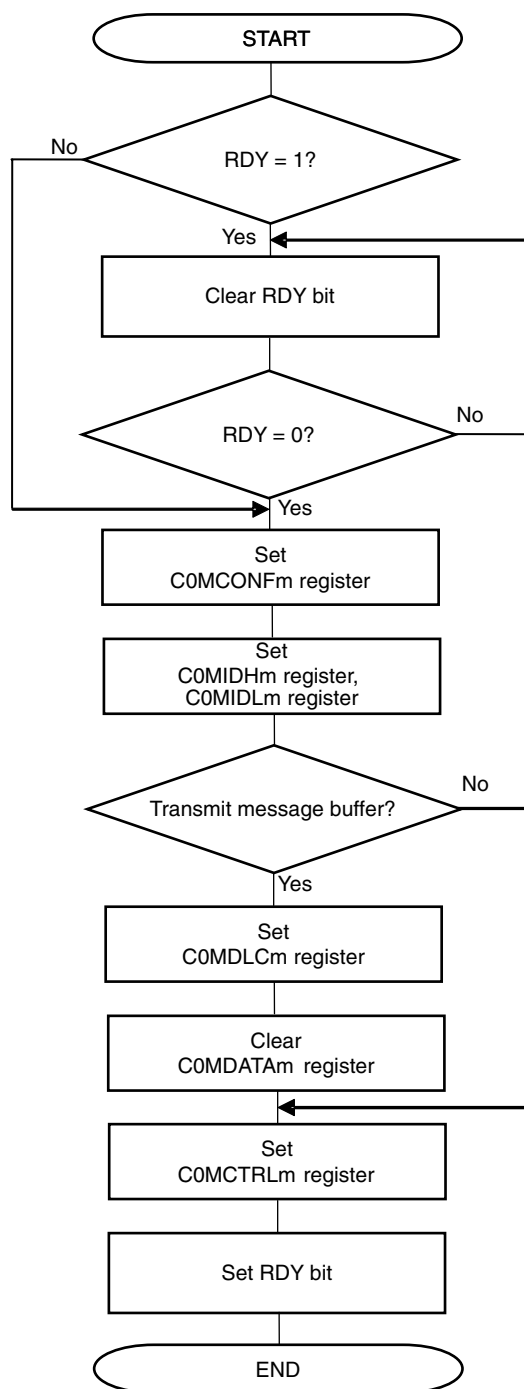 START
RDY = 1?
No
Yes
Clear RDY bit
RDY = 0?
No
Yes
Set
C0MCONFm register
Set
C0MIDHm register,
C0MIDLm register
Transmit message buffer?
No
Yes
Set
C0MDLCm register
Clear
C0MDATAm register
Set
C0MCTRLm register
Set RDY bit
END